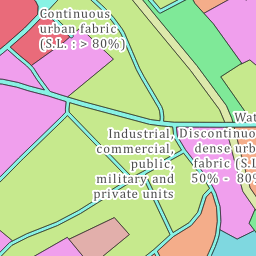 Continuous
urban fabric
(S.L. : > 80%)
Wat
Industrial,
commercial,
public,
military and
private units
Discontinuo
dense urb
fabric (S.L
50% - 80%